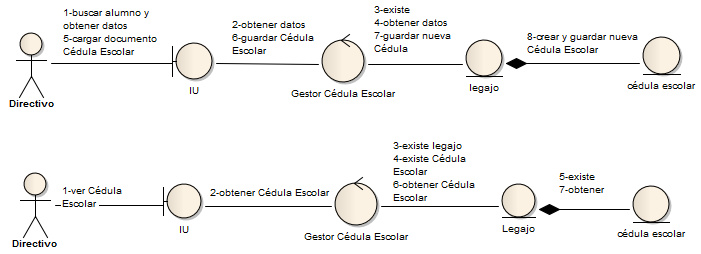 1-buscar alumno y
obtener datos
5-cargar documento
Cédula Escolar
2-obtener datos
6-guardar Cédula
Escolar
3-existe
4-obtener datos
7-guardar nueva
Cédula
8-crear y guardar nueva
Cédula Escolar
Directivo
IU
Gestor Cédula Escolar
legajo
cédula escolar
1-ver Cédula
Escolar
2-obtener Cédula Escolar
3-existe legajo
4-existe Cédula
Escolar
6-obtener Cédula
Escolar
5-existe
7-obtener
Directivo
IU
Gestor Cédula Escolar
Legajo
cédula escolar